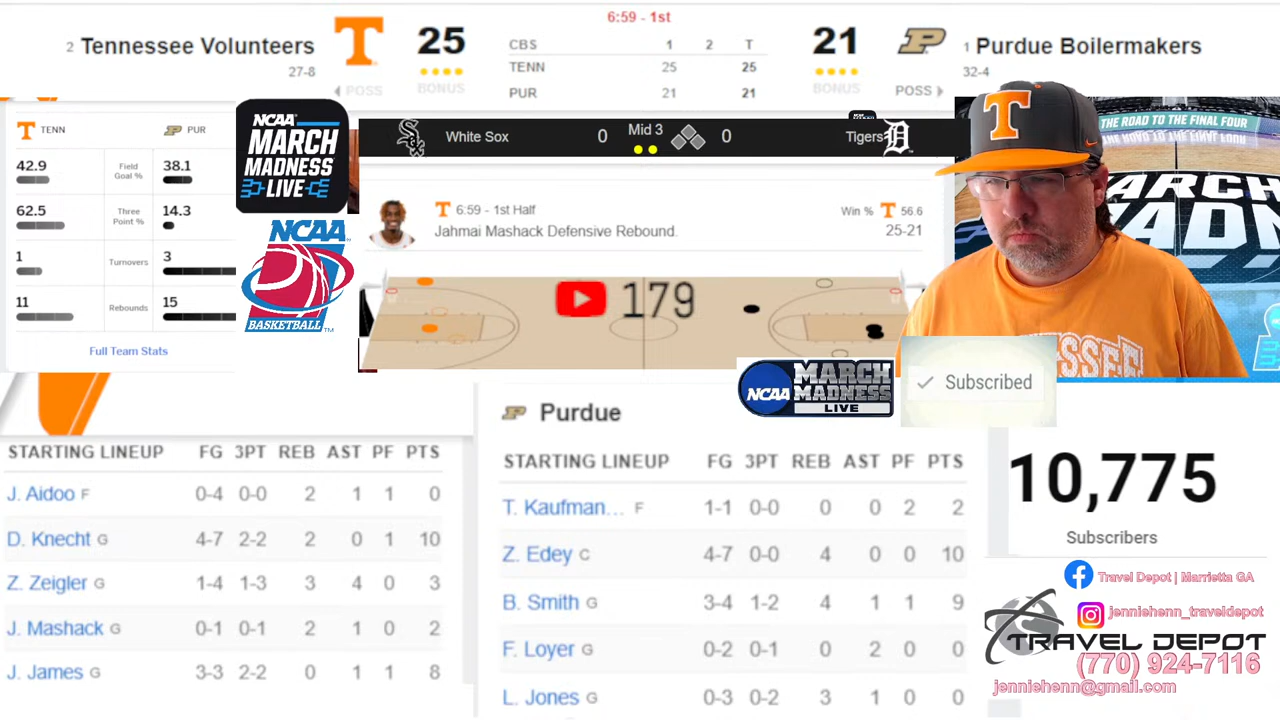 2 Tennessee Volunteers
27-8
T
25
BONUS
POSS
6:59 - 1st
CBS 1 2 T
TENN 25 25
PUR 21 21
21
BONUS
P
POSS
1 Purdue Boilermakers
32-4
TENN PUR
42.9 Field Goal % 38.1
62.5 Three Point % 14.3
1 Turnovers 3
11 Rebounds 15
Full Team Stats
NCAA
MARCH
MADNESS
LIVE
NCAA
BASKETBALL™
White Sox 0 Mid 3 0 Tigers
6:59 - 1st Half
Jahmai Mashack Defensive Rebound.
Win % T 56.6
25-21
179
NCAA MARCH MADNESS LIVE
THE ROAD TO THE FINAL FOUR
Subscribed
10,775
Subscribers
STARTING LINEUP FG 3PT REB AST PF PTS
J. Aidoo F 0-4 0-0 2 1 1 0
D. Knecht G 4-7 2-2 2 0 1 10
Z. Zeigler G 1-4 1-3 3 4 0 3
J. Mashack G 0-1 0-1 2 1 0 2
J. James G 3-3 2-2 0 1 1 8
Purdue
STARTING LINEUP FG 3PT REB AST PF PTS
T. Kaufman... F 1-1 0-0 0 0 2 2
Z. Edey C 4-7 0-0 4 0 0 10
B. Smith G 3-4 1-2 4 1 1 9
F. Loyer G 0-2 0-1 0 2 0 0
L. Jones G 0-3 0-2 3 1 0 0
Travel Depot | Marrietta GA
jenniehenn_traveldepot
TRAVEL DEPOT
(770) 924-7116
jenniehenn@gmail.com